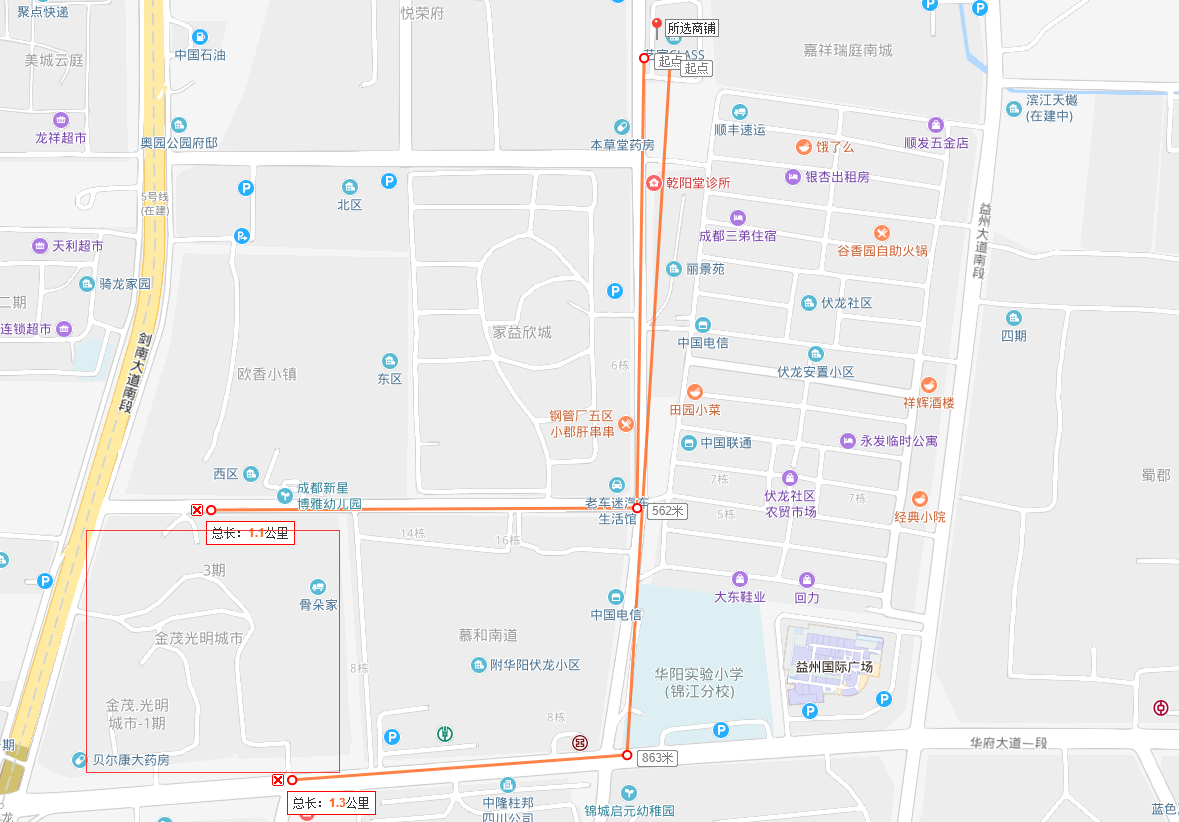 聚点快递
悦荣府
所选商铺
美城云庭
中国石油
起点
起点
嘉祥瑞庭南城
滨江天樾
(在建中)
龙祥超市
奥园公园府邸
本草堂药房
顺丰速运
饿了么
顺发五金店
5号线
(在建)
北区
乾阳堂诊所
银杏出租房
成都三弟住宿
谷香园自助火锅
益州大道南段
天利超市
骑龙家园
二期
连锁超市
丽景苑
伏龙社区
四期
剑南大道南段
欧香小镇
东区
家益欣城
6栋
中国电信
伏龙安置小区
祥辉酒楼
钢管厂五区
小郡肝串串
田园小菜
中国联通
永发临时公寓
西区
成都新星
博雅幼儿园
老车迷汽车
生活馆
562米
7栋
5栋
伏龙社区
农贸市场
7栋
经典小院
蜀郡
总长：1.1公里
14栋
16栋
3期
骨朵家
金茂光明城市
中国电信
大东鞋业
回力
慕和南道
附华阳伏龙小区
8栋
8栋
华阳实验小学
(锦江分校)
益州国际广场
金茂.光明
城市-1期
贝尔康大药房
863米
华府大道一段
总长：1.3公里
中隆柱邦
四川公司
锦城启元幼稚园
蓝色